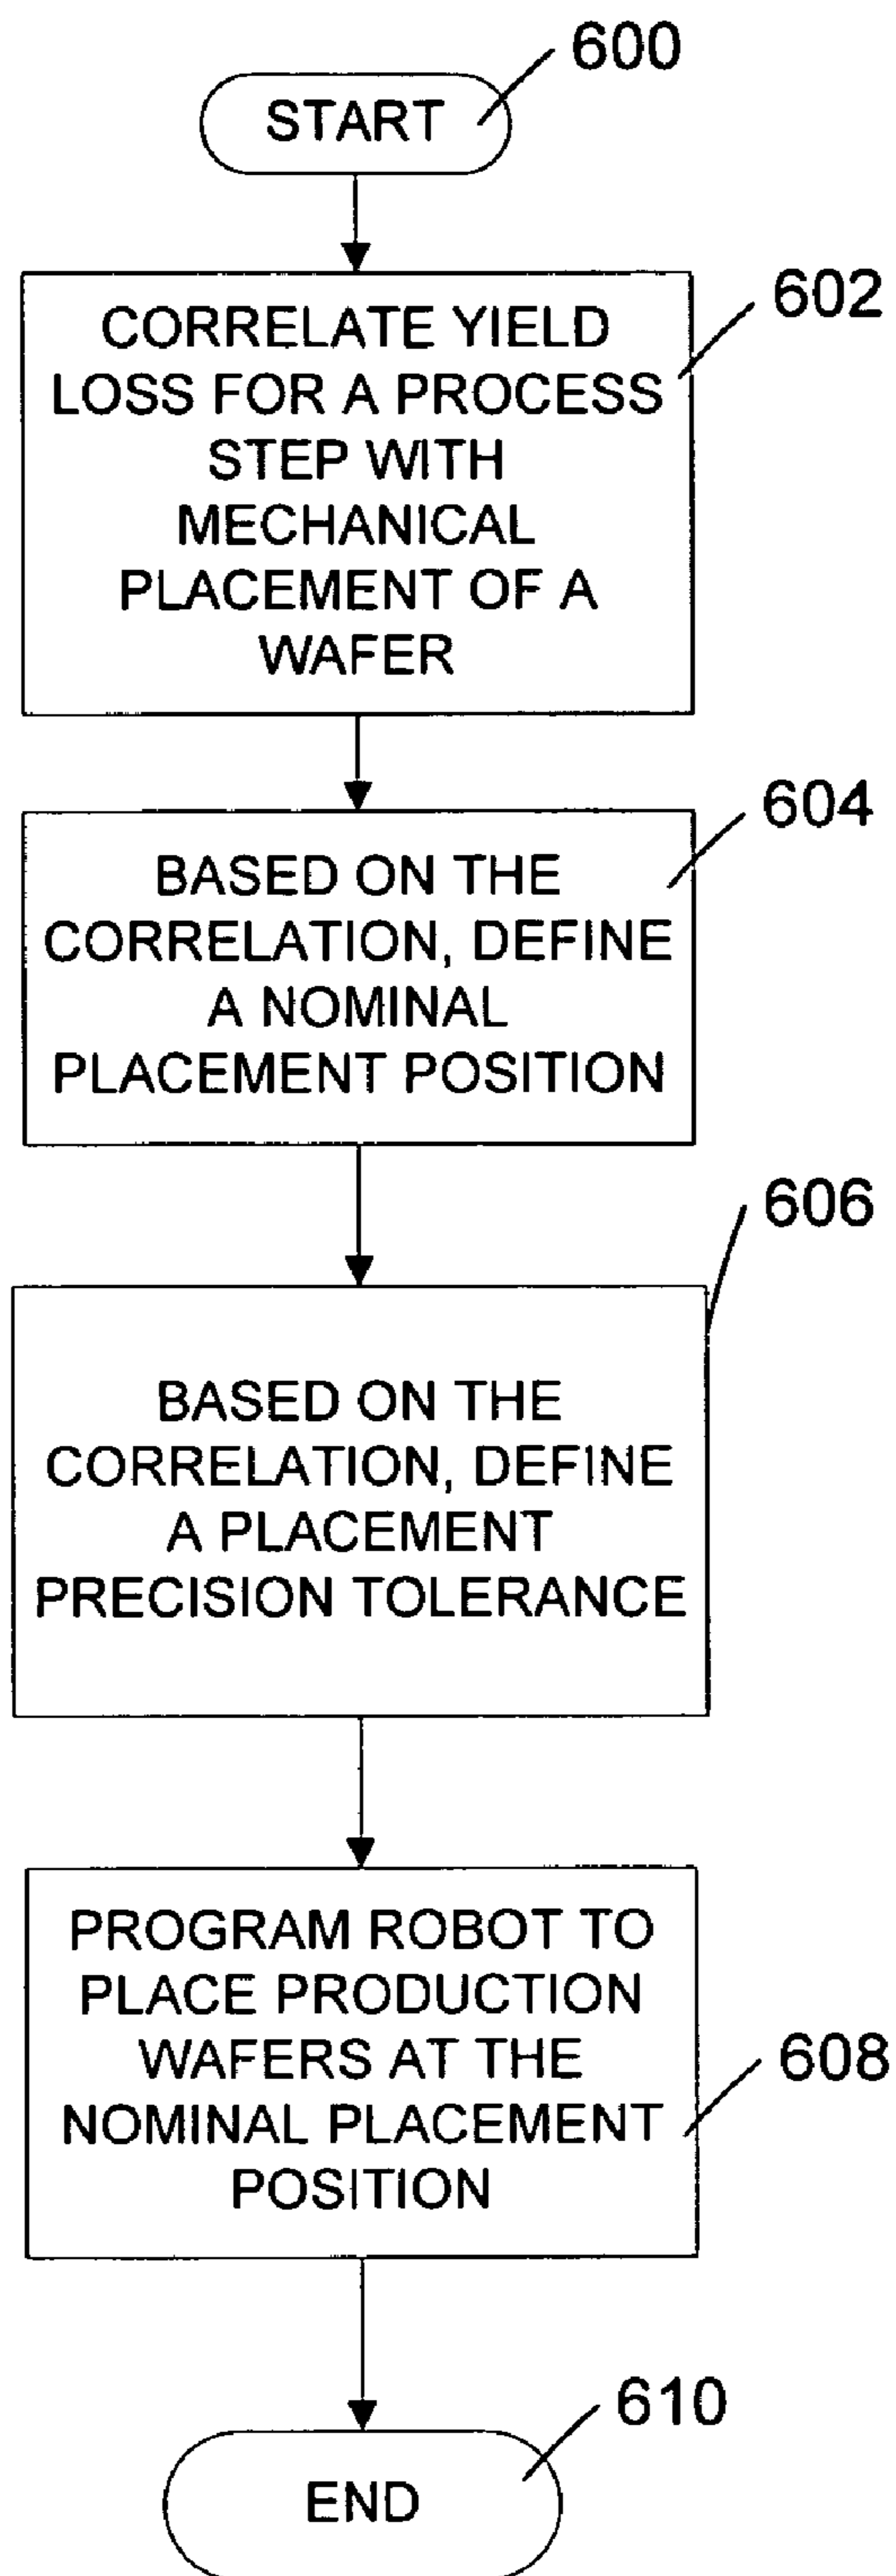 600
START
602
CORRELATE YIELD
LOSS FOR A PROCESS
STEP WITH
MECHANICAL
PLACEMENT OF A
WAFER
604
BASED ON THE
CORRELATION, DEFINE
A NOMINAL
PLACEMENT POSITION
606
BASED ON THE
CORRELATION, DEFINE
A PLACEMENT
PRECISION TOLERANCE
PROGRAM ROBOT TO
PLACE PRODUCTION
WAFERS AT THE
NOMINAL PLACEMENT
POSITION
608
610
END